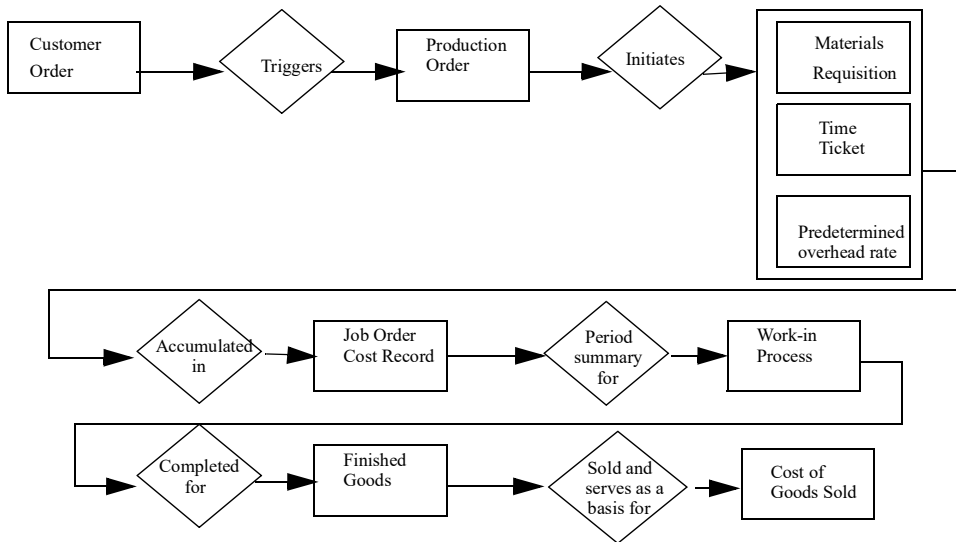 Customer
Order
Triggers
Production
Order
Initiates
Materials
Requisition
Time
Ticket
Predetermined
overhead rate
Accumulated
in
Job Order
Cost Record
Period
summary
for
Work-in
Process
Completed
for
Finished
Goods
Sold and
serves as a
basis for
Cost of
Goods Sold